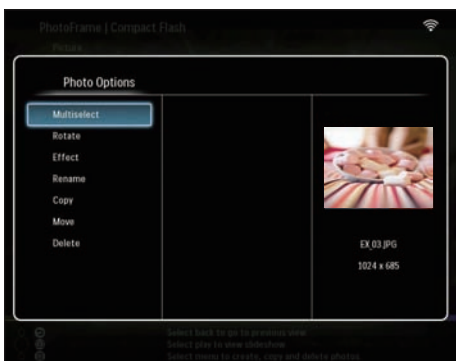 PhotoFrame | Compact Flash
Picture
Photo Options
Multiselect
Rotate
Effect
Rename
Copy
Move
Delete
EX_03.JPG
1024 x 685
Select back to go to previous view
Select play to view slideshow
Select menu to create, copy and delete photos